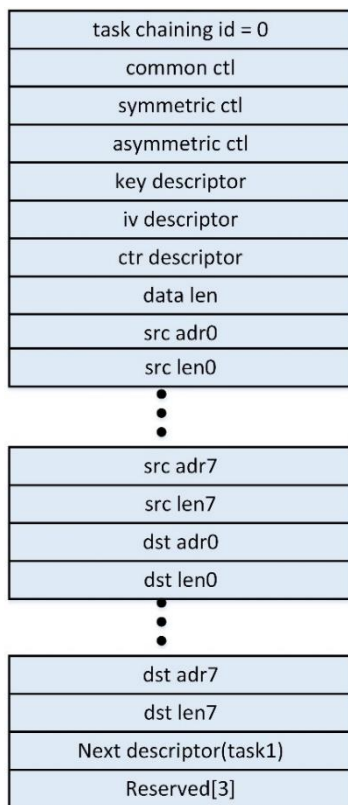 task chaining id = 0
common ctl
symmetric ctl
asymmetric ctl
key descriptor
iv descriptor
ctr descriptor
data len
src adr0
src len0
src adr7
src len7
dst adr0
dst len0
dst adr7
dst len7
Next descriptor(task1)
Reserved[3]